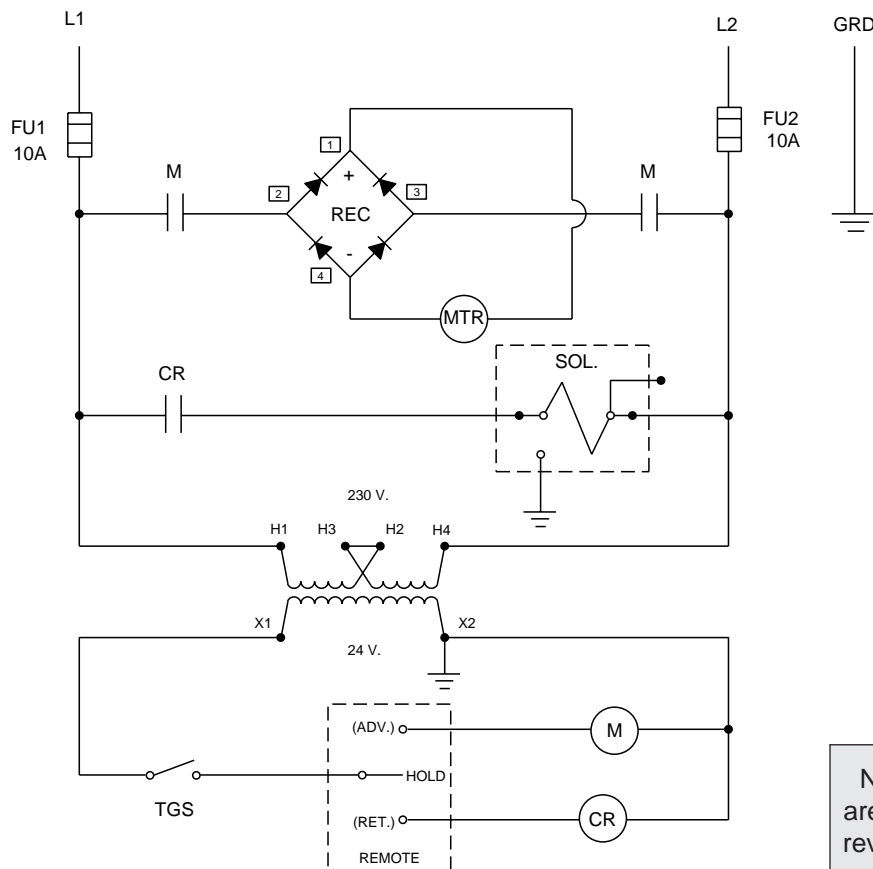 L1
L2
GRD
FU1
10A
FU2
10A
M
M
1
2
3
4
+
REC
-
MTR
CR
SOL.
230 V.
H1
H3
H2
H4
X1
X2
24 V.
(ADV.)
M
HOLD
TGS
(RET.)
CR
REMOTE
N
are
rev